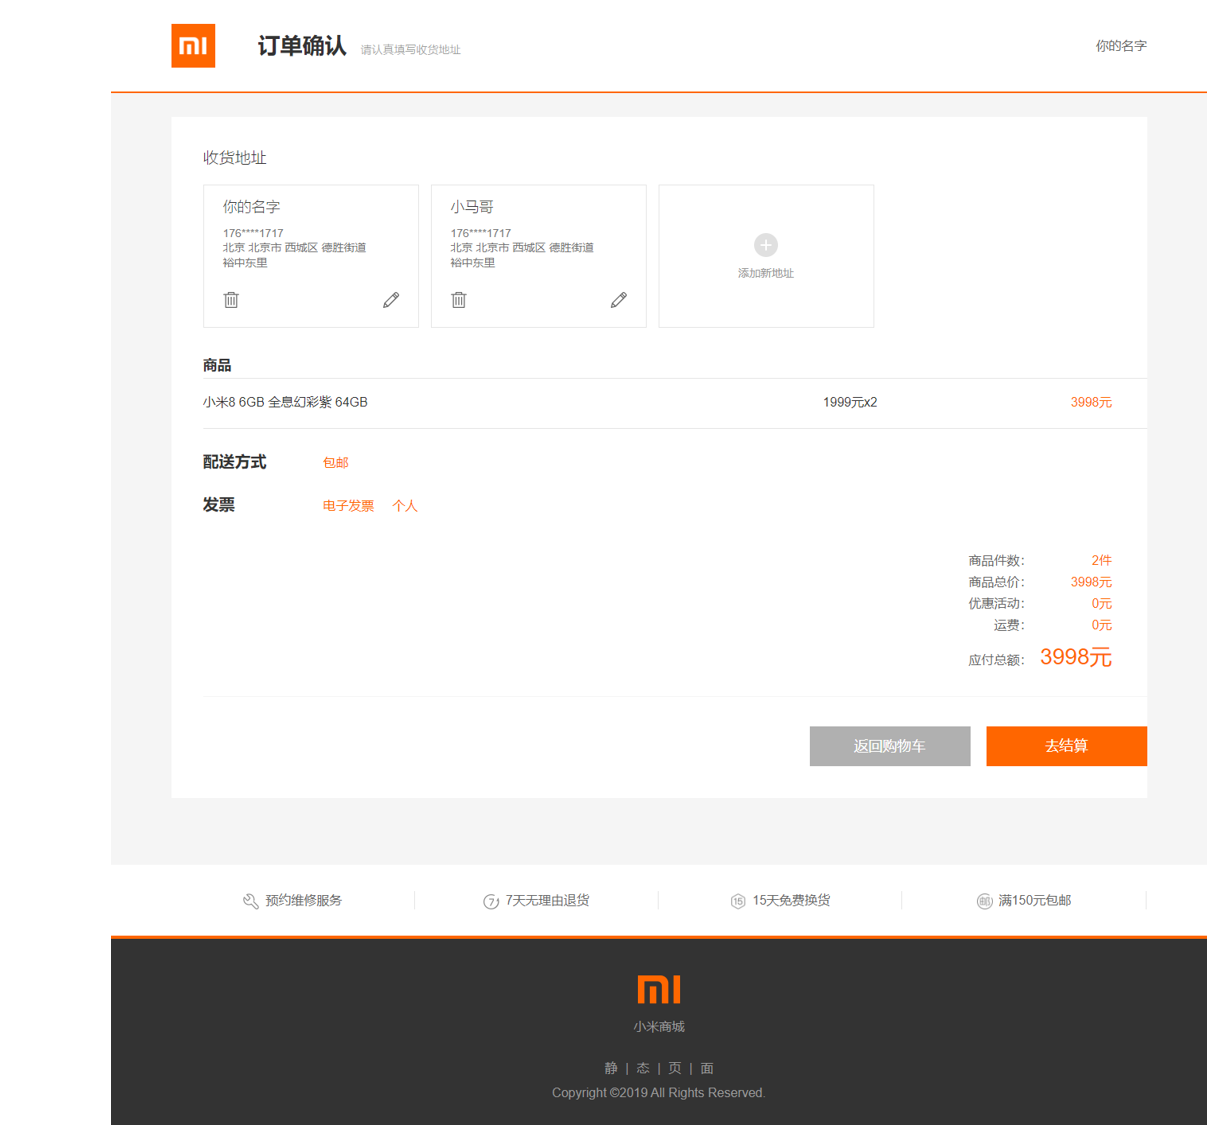 订单确认 请认真填写收货地址 你的名字
收货地址
你的名字
176****1717
北京 北京市 西城区 德胜街道
裕中东里
小马哥
176****1717
北京 北京市 西城区 德胜街道
裕中东里
添加新地址
商品
小米8 6GB 全息幻彩紫 64GB 1999元x2 3998元
配送方式 包邮
发票 电子发票 个人
商品件数： 2件
商品总价： 3998元
优惠活动： 0元
运费： 0元
应付总额： 3998元
返回购物车 去结算
预约维修服务 7天无理由退货 15天免费换货 满150元包邮
小米商城
静 | 态 | 页 | 面
Copyright ©2019 All Rights Reserved.